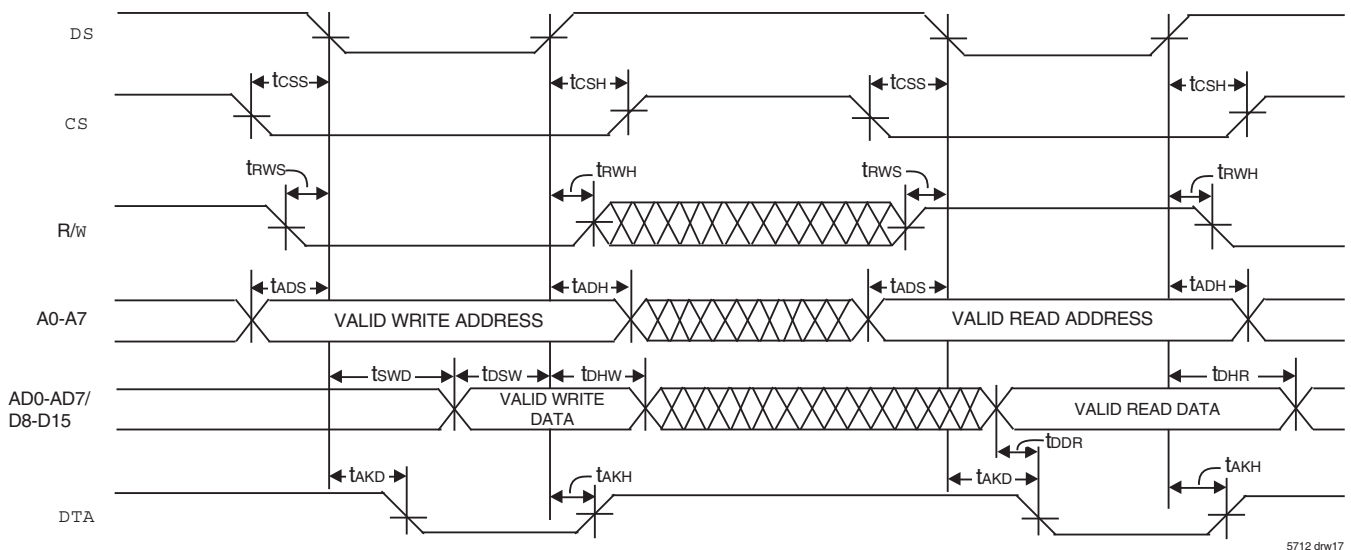 DS
tCSS
tCSH
tCSS
tCSH
CS
tRWS
tRWH
tRWS
tRWH
R/W
tADS
tADH
tADS
tADH
A0-A7
VALID WRITE ADDRESS
VALID READ ADDRESS
tSWD
tDSW
tDHW
tDHR
AD0-AD7/
D8-D15
VALID WRITE
DATA
VALID READ DATA
tDDR
tAKD
tAKH
tAKD
tAKH
DTA
5712 drw17